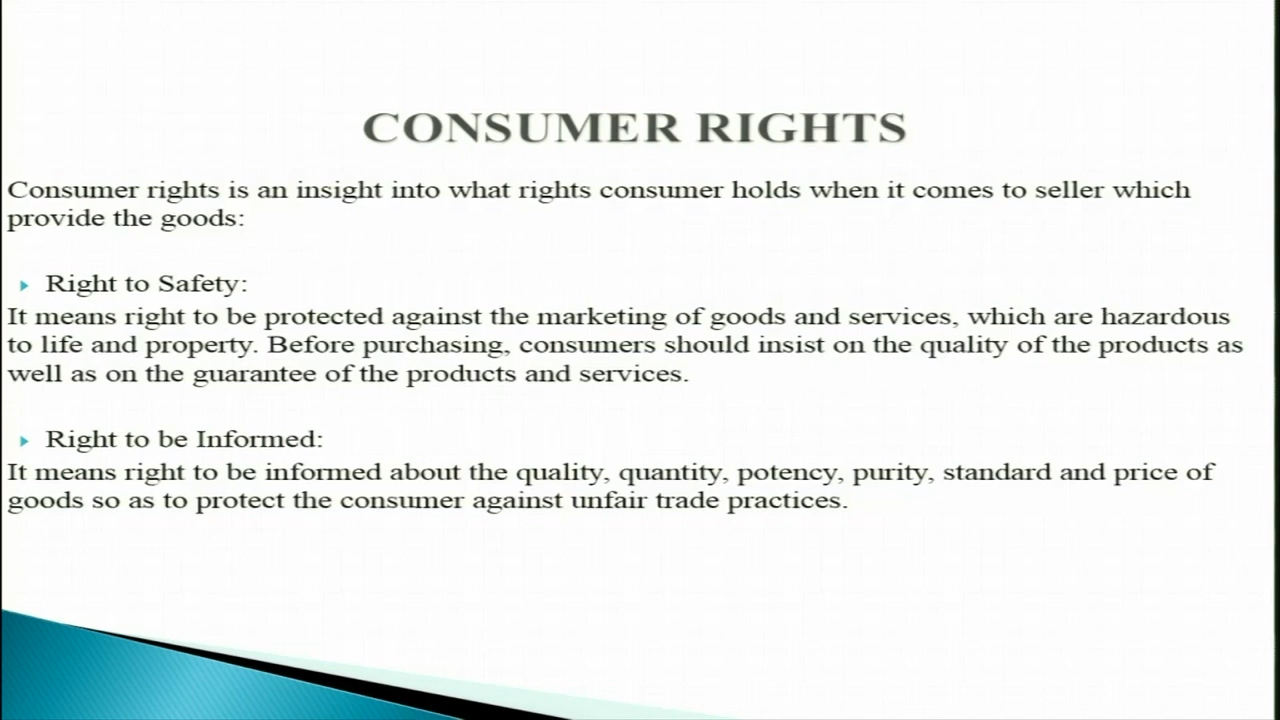 CONSUMER RIGHTS
Consumer rights is an insight into what rights consumer holds when it comes to seller which
provide the goods:
Right to Safety:
It means right to be protected against the marketing of goods and services, which are hazardous
to life and property. Before purchasing, consumers should insist on the quality of the products as
well as on the guarantee of the products and services.
Right to be Informed:
It means right to be informed about the quality, quantity, potency, purity, standard and price of
goods so as to protect the consumer against unfair trade practices.